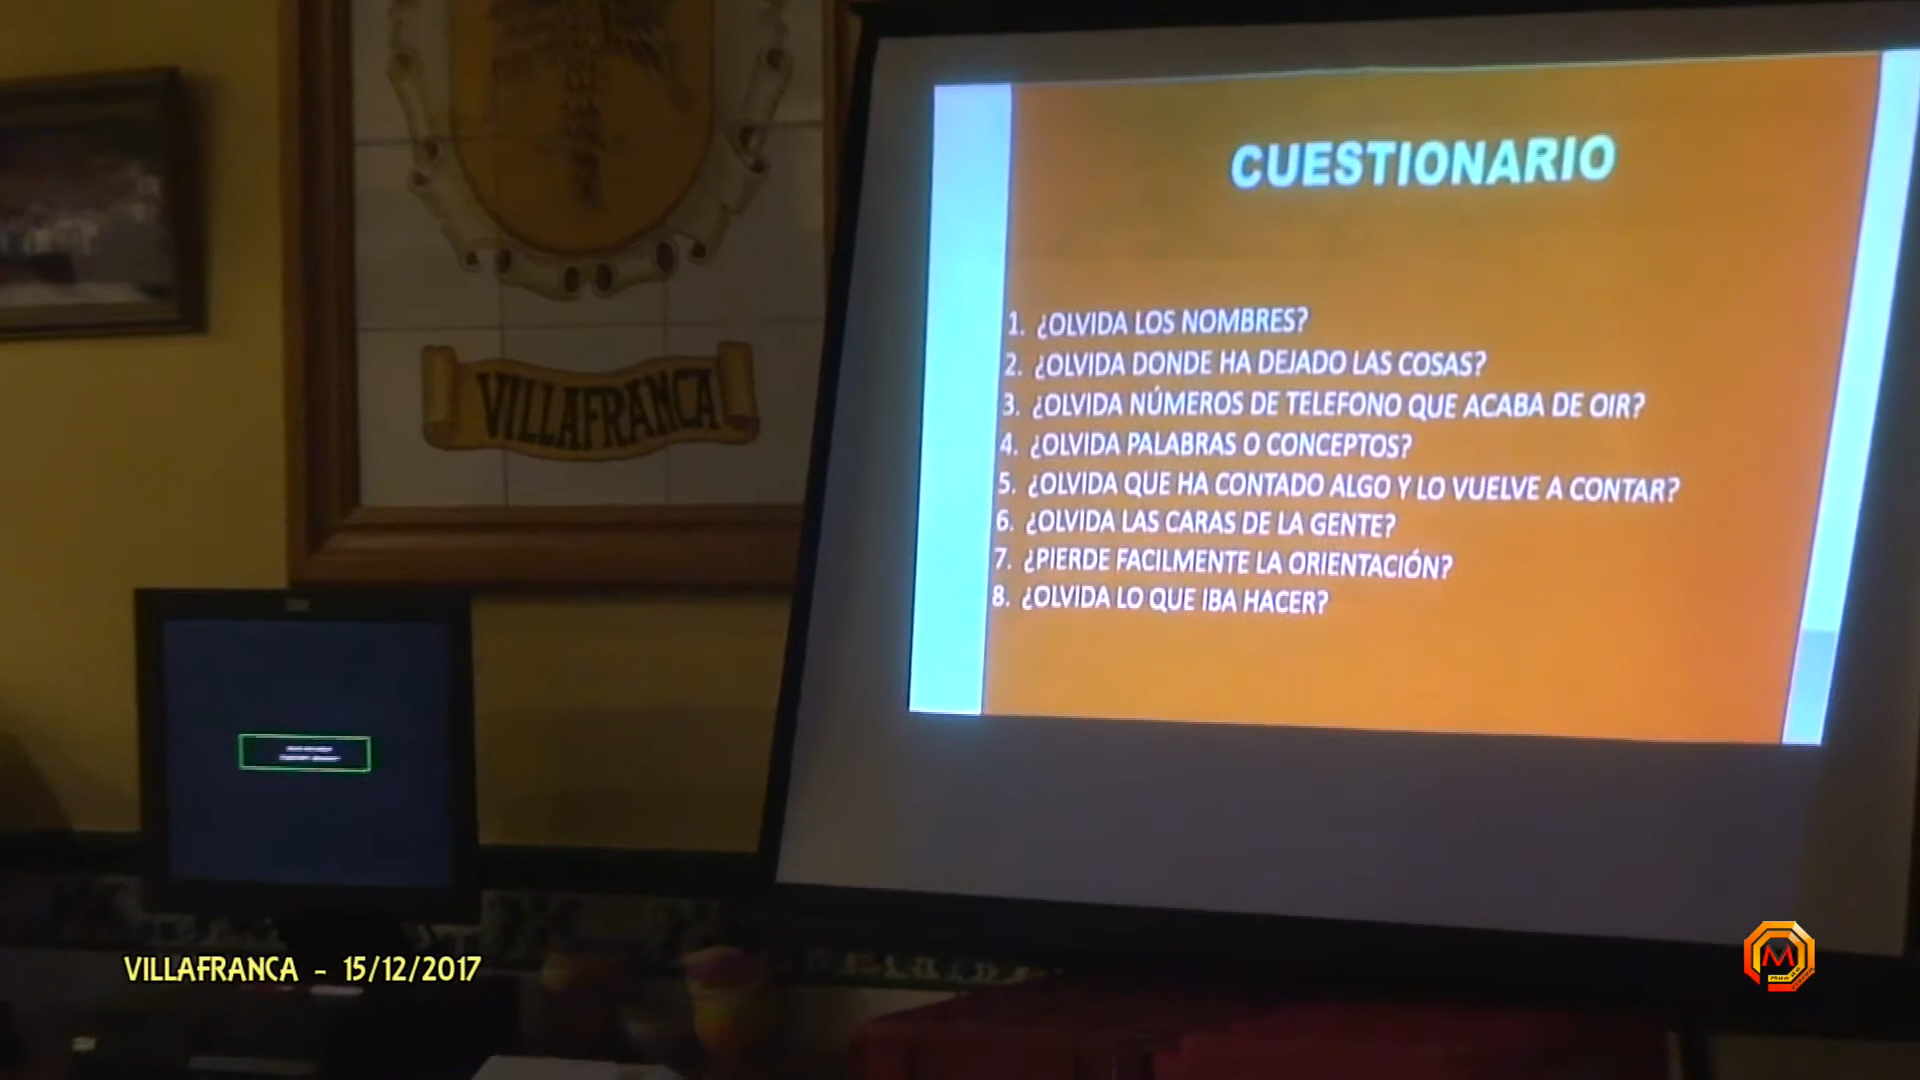 CUESTIONARIO
1. ¿OLVIDA LOS NOMBRES?
2. ¿OLVIDA DONDE HA DEJADO LAS COSAS?
3. ¿OLVIDA NÚMEROS DE TELEFONO QUE ACABA DE OIR?
4. ¿OLVIDA PALABRAS O CONCEPTOS?
5. ¿OLVIDA QUE HA CONTADO ALGO Y LO VUELVE A CONTAR?
6. ¿OLVIDA LAS CARAS DE LA GENTE?
7. ¿PIERDE FACILMENTE LA ORIENTACIÓN?
8. ¿OLVIDA LO QUE IBA HACER?
VILLAFRANCA
VILLAFRANCA - 15/12/2017
M